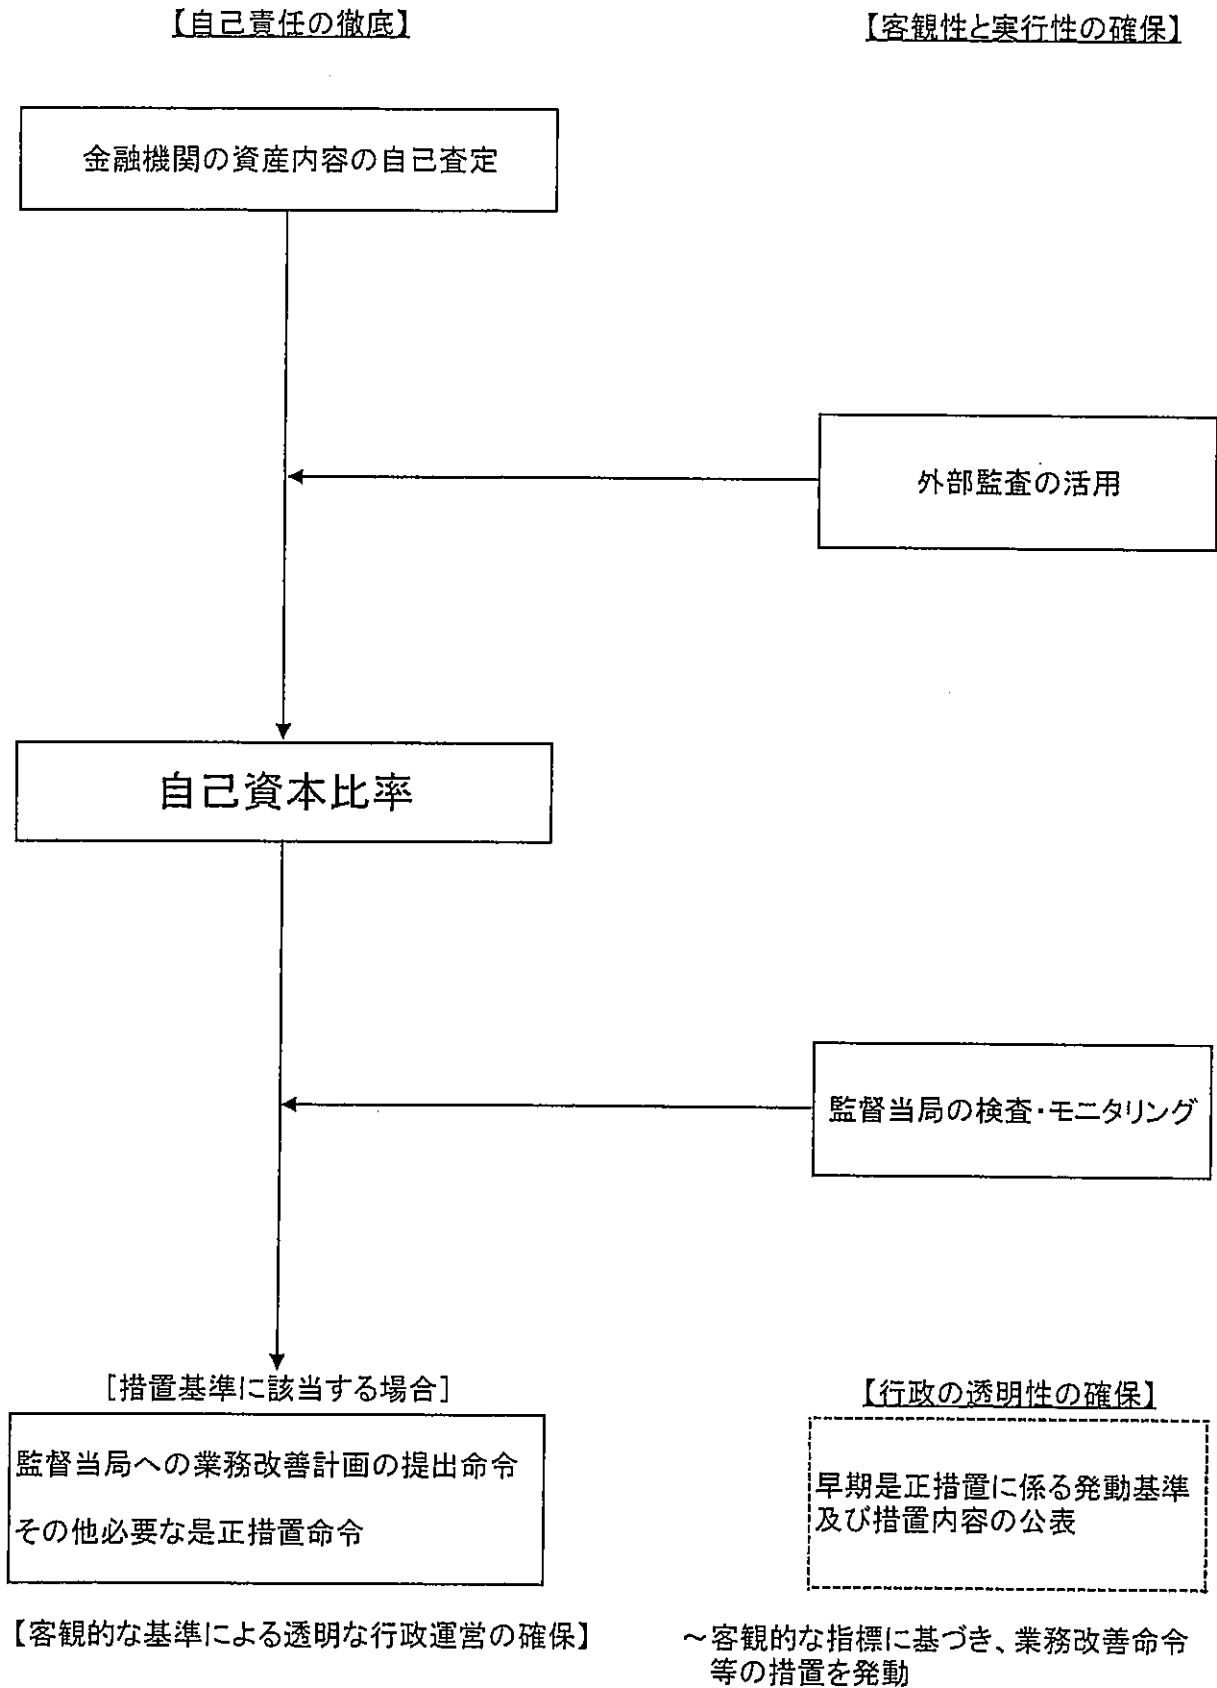 【自己責任の徹底】
【客観性と実行性の確保】
金融機関の資産内容の自己査定
外部監査の活用
自己資本比率
監督当局の検査・モニタリング
[措置基準に該当する場合]
監督当局への業務改善計画の提出命令
その他必要な是正措置命令
【行政の透明性の確保】
早期是正措置に係る発動基準
及び措置内容の公表
【客観的な基準による透明な行政運営の確保】
～客観的な指標に基づき、業務改善命令
等の措置を発動